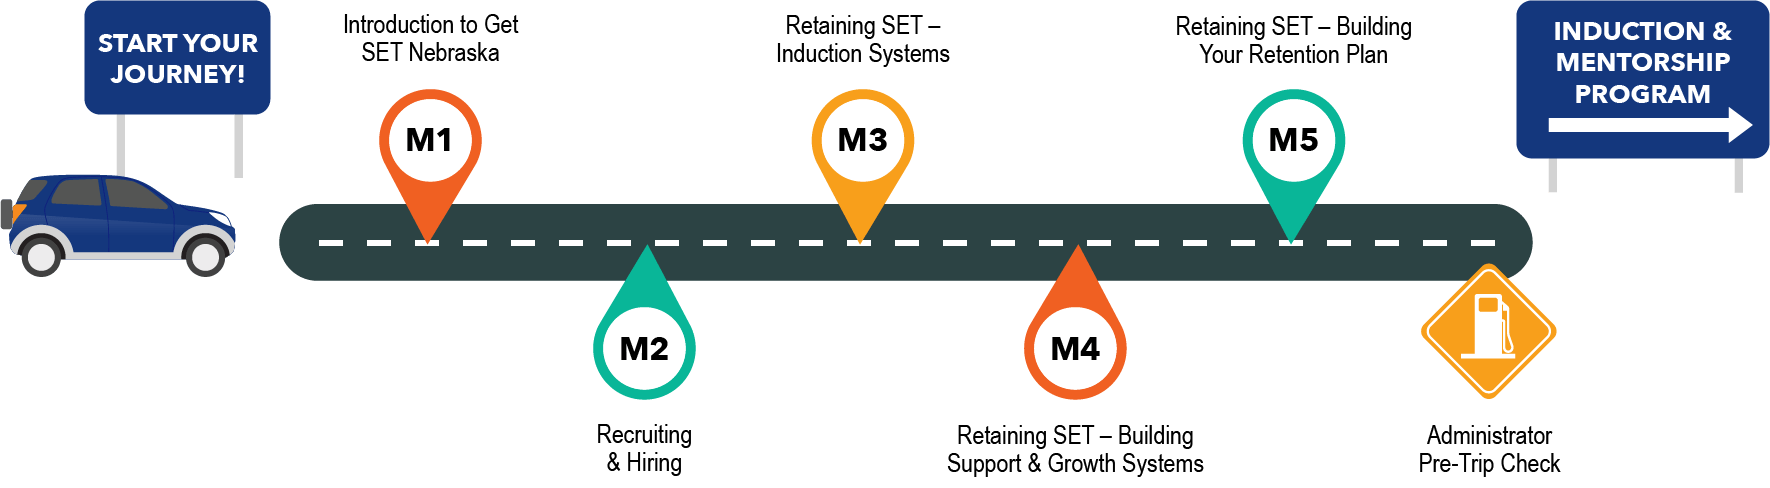 START YOUR
JOURNEY!
Introduction to Get
SET Nebraska
M1
M2
Recruiting
& Hiring
Retaining SET –
Induction Systems
M3
M4
Retaining SET – Building
Support & Growth Systems
Retaining SET – Building
Your Retention Plan
M5
Administrator
Pre-Trip Check
INDUCTION &
MENTORSHIP
PROGRAM